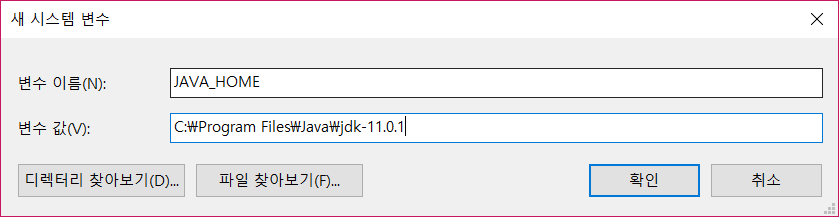 새 시스템 변수
변수 이름(N):
JAVA_HOME
변수 값(V):
C:₩Program Files₩Java₩jdk-11.0.1
디렉터리 찾아보기(D)...
파일 찾아보기(F)...
확인
취소